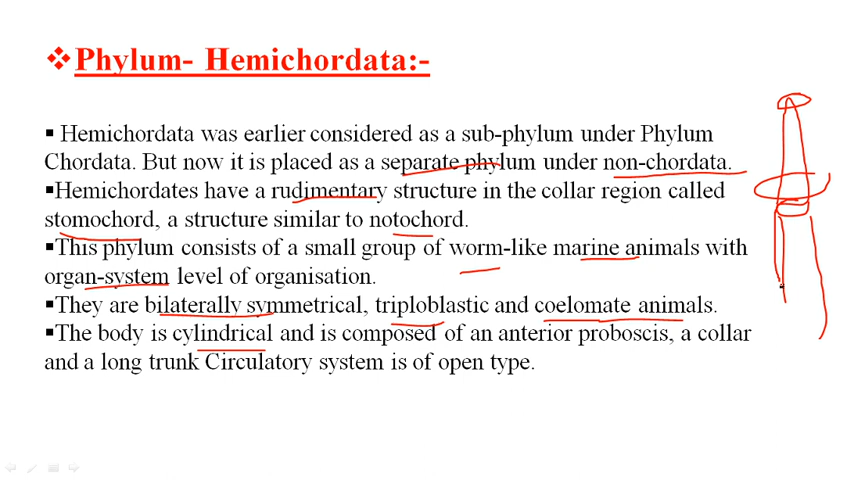 ❖Phylum- Hemichordata:-
▪ Hemichordata was earlier considered as a sub-phylum under Phylum
Chordata. But now it is placed as a separate phylum under non-chordata.
▪Hemichordates have a rudimentary structure in the collar region called
stomochord, a structure similar to notochord.
▪This phylum consists of a small group of worm-like marine animals with
organ-system level of organisation.
▪They are bilaterally symmetrical, triploblastic and coelomate animals.
▪The body is cylindrical and is composed of an anterior proboscis, a collar
and a long trunk Circulatory system is of open type.